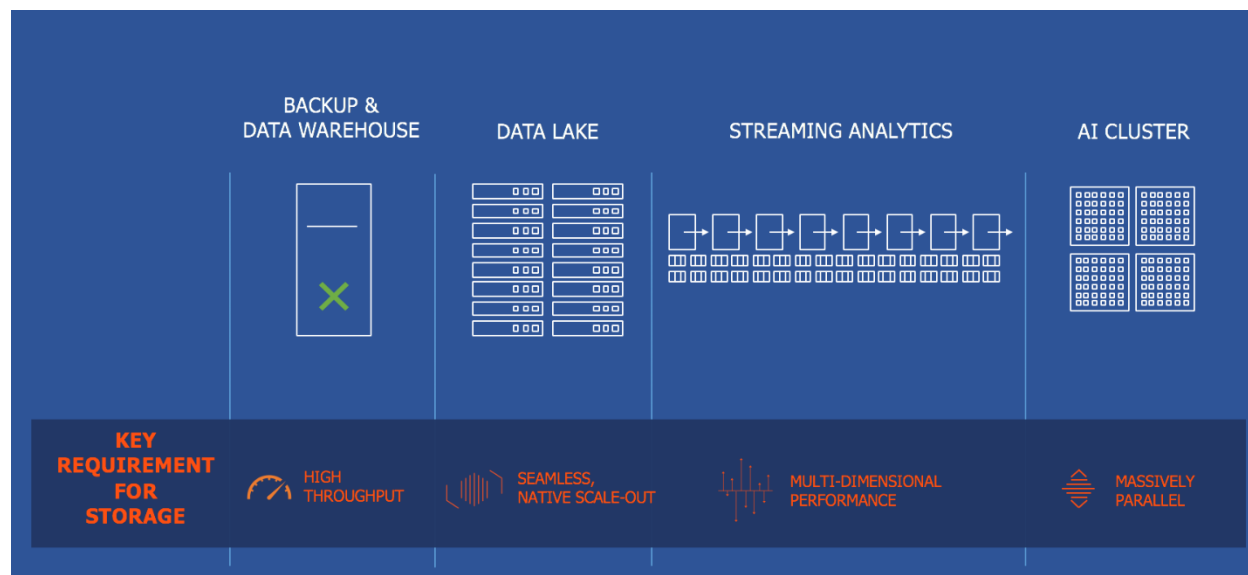 BACKUP &
DATA WAREHOUSE
DATA LAKE
STREAMING ANALYTICS
AI CLUSTER
KEY
REQUIREMENT
FOR
STORAGE
HIGH
THROUGHPUT
SEAMLESS,
NATIVE SCALE-OUT
MULTI-DIMENSIONAL
PERFORMANCE
MASSIVELY
PARALLEL